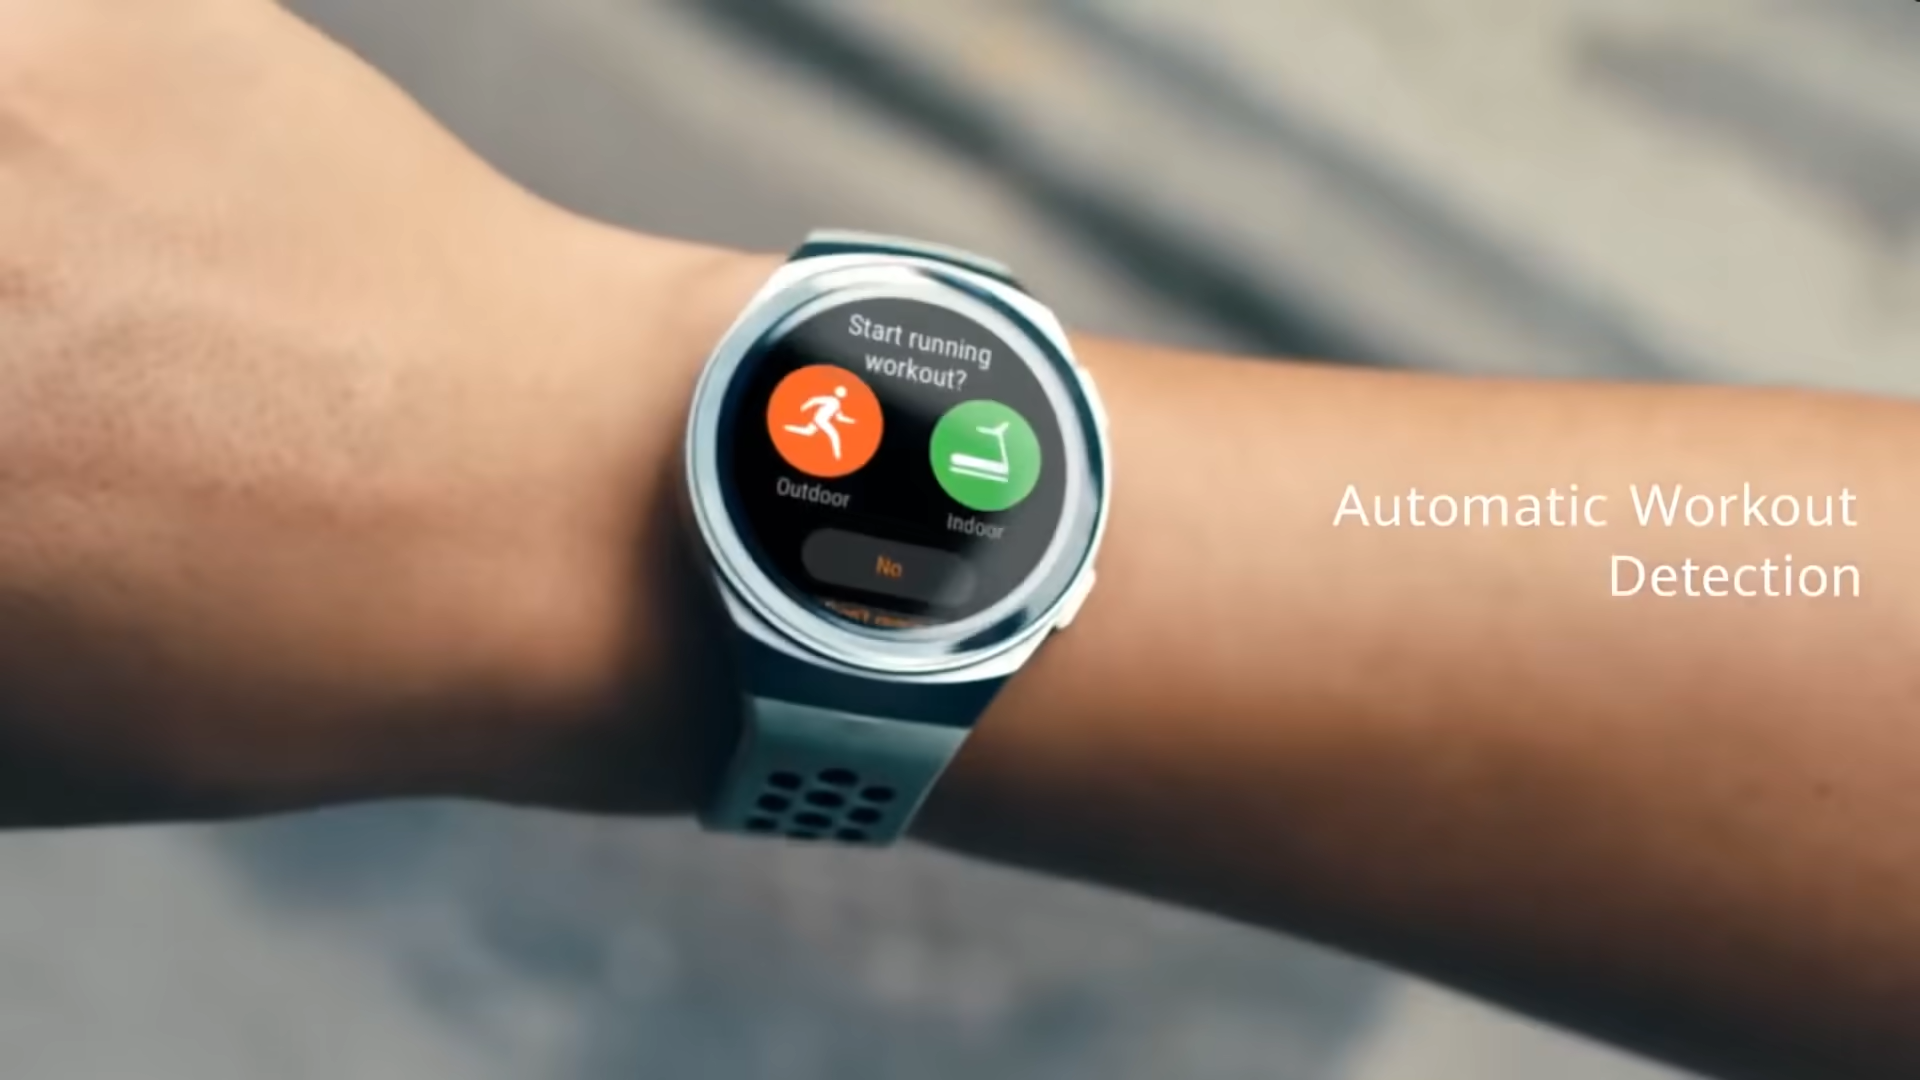 Start running
workout?
Outdoor
Indoor
No
Automatic Workout
Detection